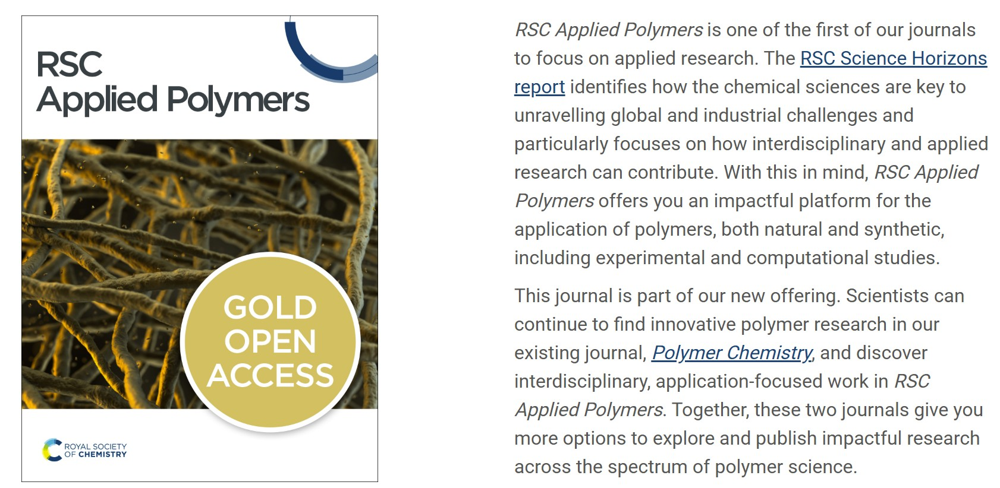 RSC
Applied Polymers
GOLD
OPEN
ACCESS
ROYAL SOCIETY
OF CHEMISTRY
RSC Applied Polymers is one of the first of our journals
to focus on applied research. The RSC Science Horizons
report identifies how the chemical sciences are key to
unravelling global and industrial challenges and
particularly focuses on how interdisciplinary and applied
research can contribute. With this in mind, RSC Applied
Polymers offers you an impactful platform for the
application of polymers, both natural and synthetic,
including experimental and computational studies.
This journal is part of our new offering. Scientists can
continue to find innovative polymer research in our
existing journal, Polymer Chemistry, and discover
interdisciplinary, application-focused work in RSC
Applied Polymers. Together, these two journals give you
more options to explore and publish impactful research
across the spectrum of polymer science.